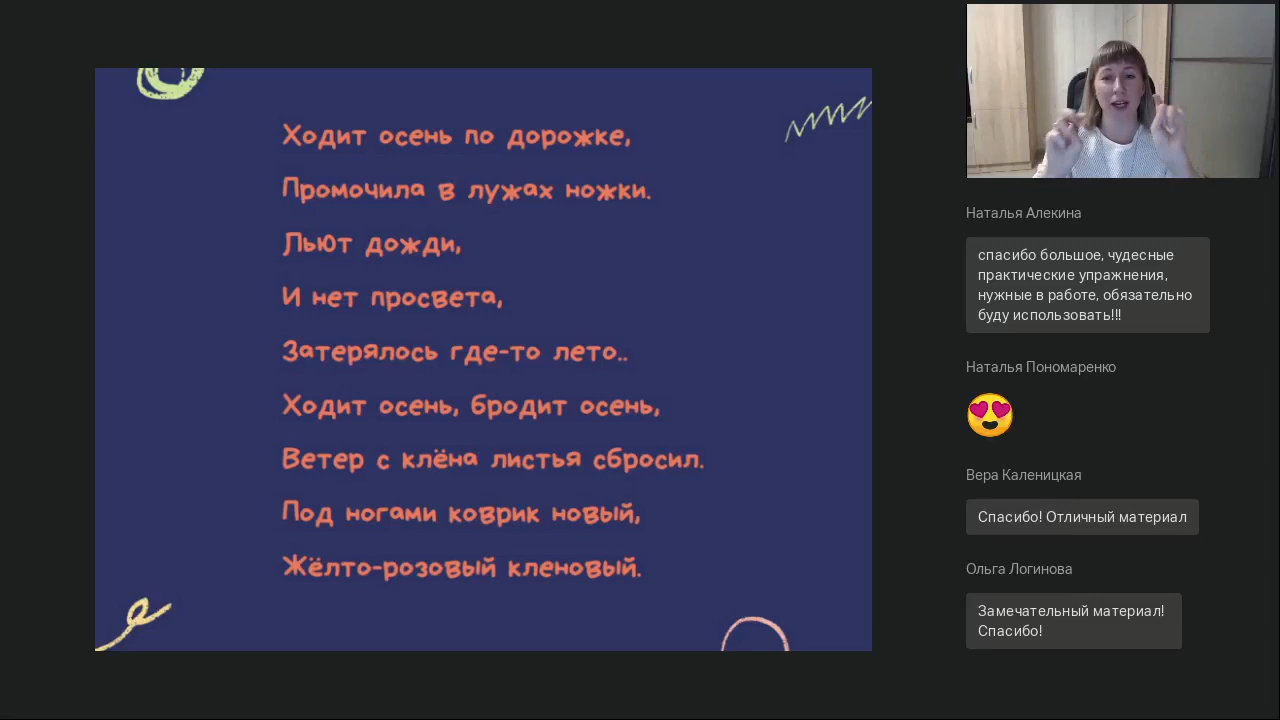 Ходит осень по дорожке,
Промочила в лужах ножки.
Льют дожди,
И нет просвета,
Затерялось где-то лето..
Ходит осень, бродит осень,
Ветер с клёна листья сбросил.
Под ногами коврик новый,
Жёлто-розовый кленовый.
Наталья Алекина
спасибо большое, чудесные
практические упражнения,
нужные в работе, обязательно
буду использовать!!!
Наталья Пономаренко
Вера Каленицкая
Спасибо! Отличный материал
Ольга Логинова
Замечательный материал!
Спасибо!